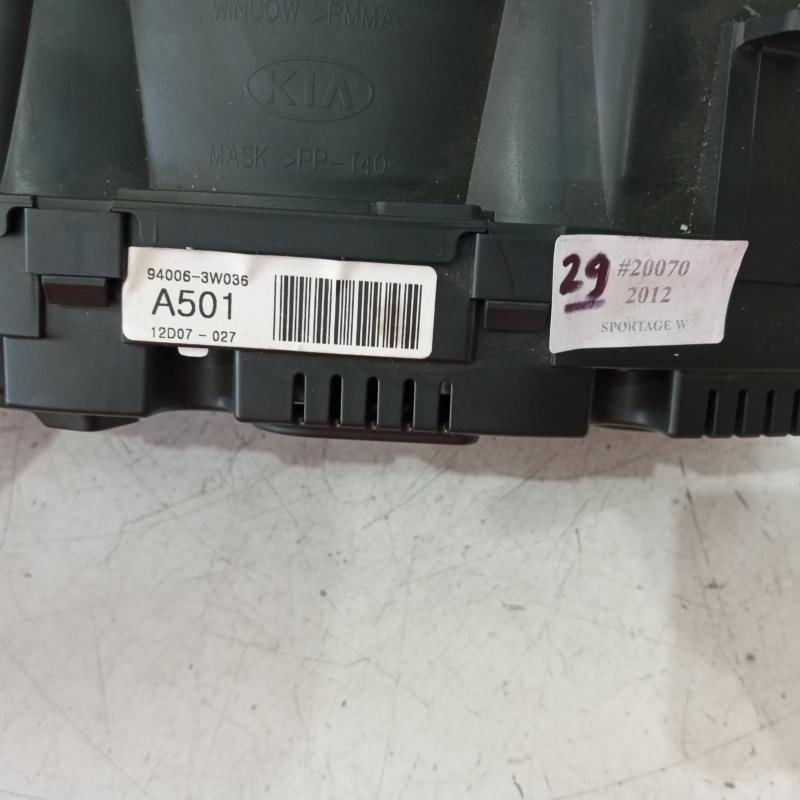 WINDOW >PMMA<
KIA
MASK >PP-T40<
94006-3W036
A501
12D07 - 027
29 #20070
2012
SPORTAGE W